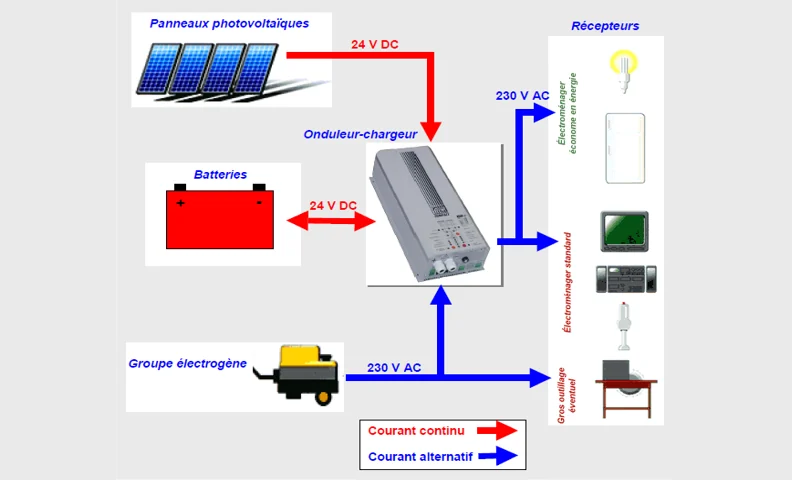 Panneaux photovoltaïques
24 V DC
Récepteurs
230 V AC
Électroménager
économe en énergie
Onduleur-chargeur
Batteries
+ -
24 V DC
Électroménager standard
Groupe électrogène
230 V AC
Gros outillage
éventuel
Courant continu
Courant alternatif